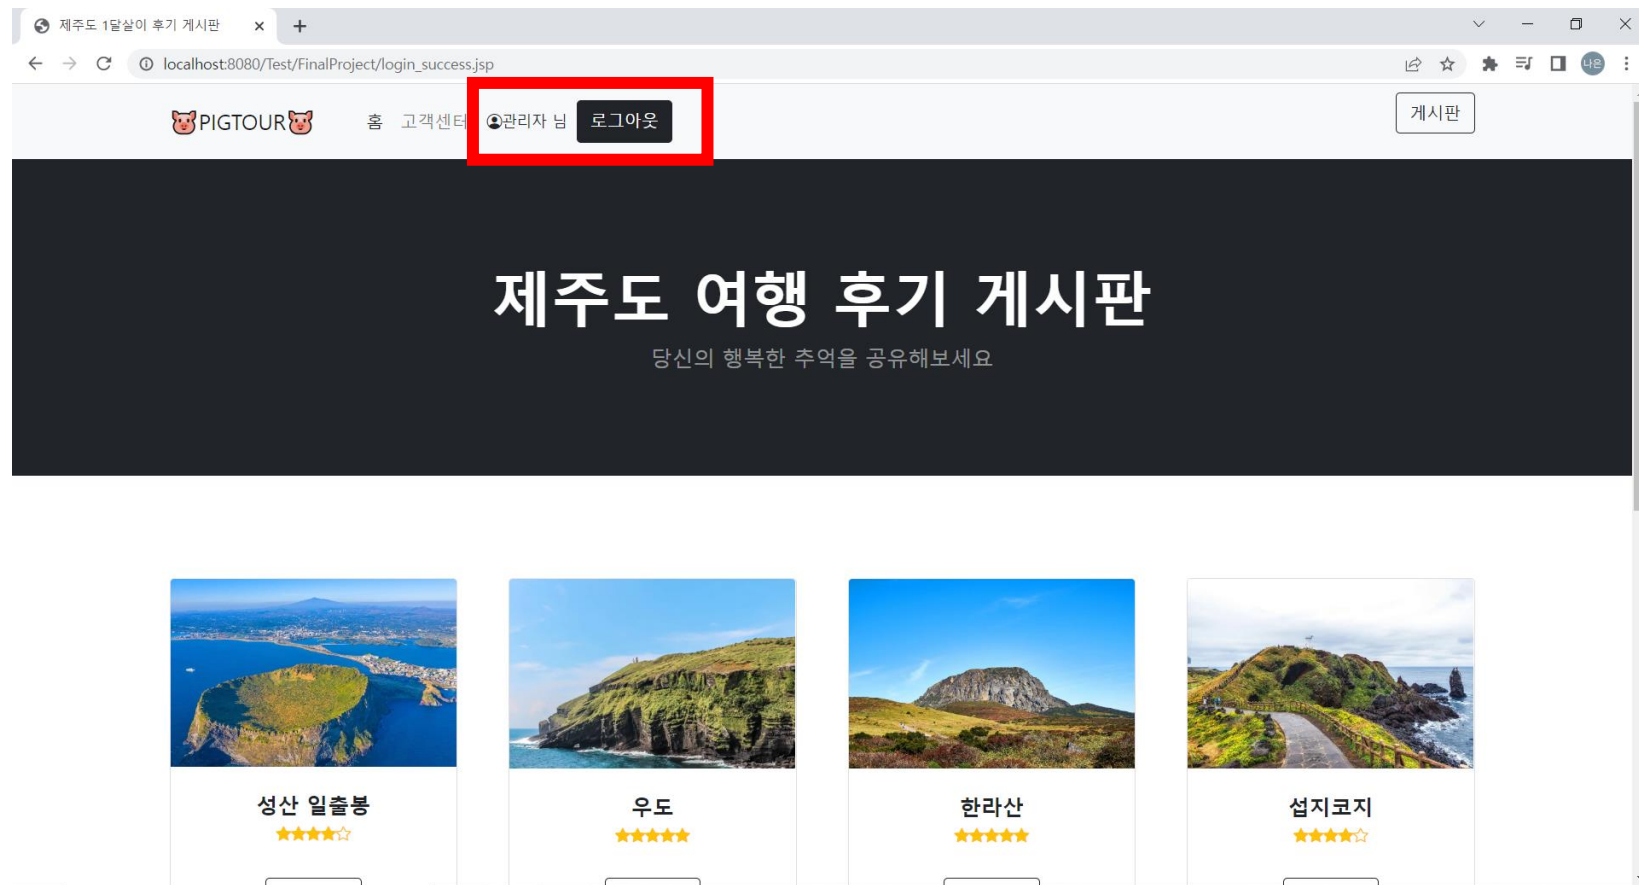 제주도 1달살이 후기 게시판
localhost:8080/Test/FinalProject/login_success.jsp
나은
🐷PIGTOUR🐷 홈 고객센터 관리자 님 로그아웃 게시판
제주도 여행 후기 게시판
당신의 행복한 추억을 공유해보세요
성산 일출봉 우도 한라산 섭지코지